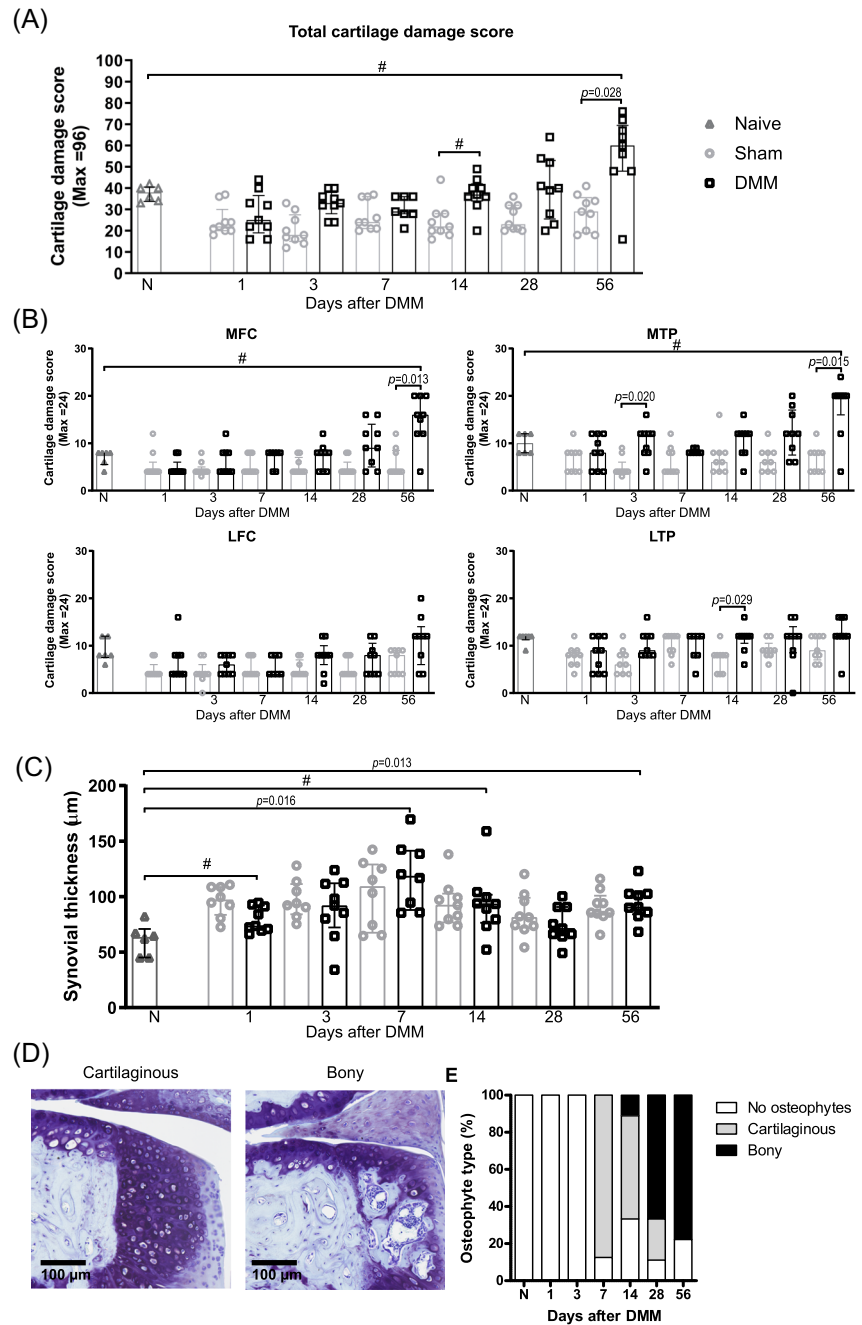 (A)
Total cartilage damage score
Cartilage damage score
(Max =96)
100
90
80
70
60
50
40
30
20
10
0
#
#
p=0.028
N 1 3 7 14 28 56
Days after DMM
Naive
Sham
DMM
(B)
MFC
Cartilage damage score
(Max =24)
30
20
10
0
#
p=0.013
N 1 3 7 14 28 56
Days after DMM
MTP
Cartilage damage score
(Max =24)
30
20
10
0
#
p=0.015
p=0.020
N 1 3 7 14 28 56
Days after DMM
LFC
Cartilage damage score
(Max =24)
30
20
10
0
N 3 7 14 28 56
Days after DMM
LTP
Cartilage damage score
(Max =24)
30
20
10
0
p=0.029
N 1 3 7 14 28 56
Days after DMM
(C)
Synovial thickness (μm)
200
150
100
50
0
p=0.013
#
p=0.016
#
N 1 3 7 14 28 56
Days after DMM
(D)
Cartilaginous
Bony
100 μm
100 μm
E
Osteophyte type (%)
100
80
60
40
20
0
N 1 3 7 14 28 56
Days after DMM
No osteophytes
Cartilaginous
Bony